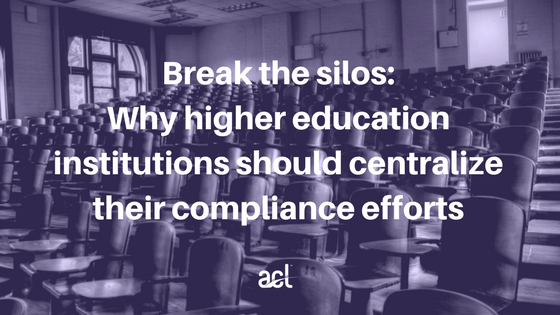 Break the silos:
Why higher education
institutions should centralize
their compliance efforts
acl